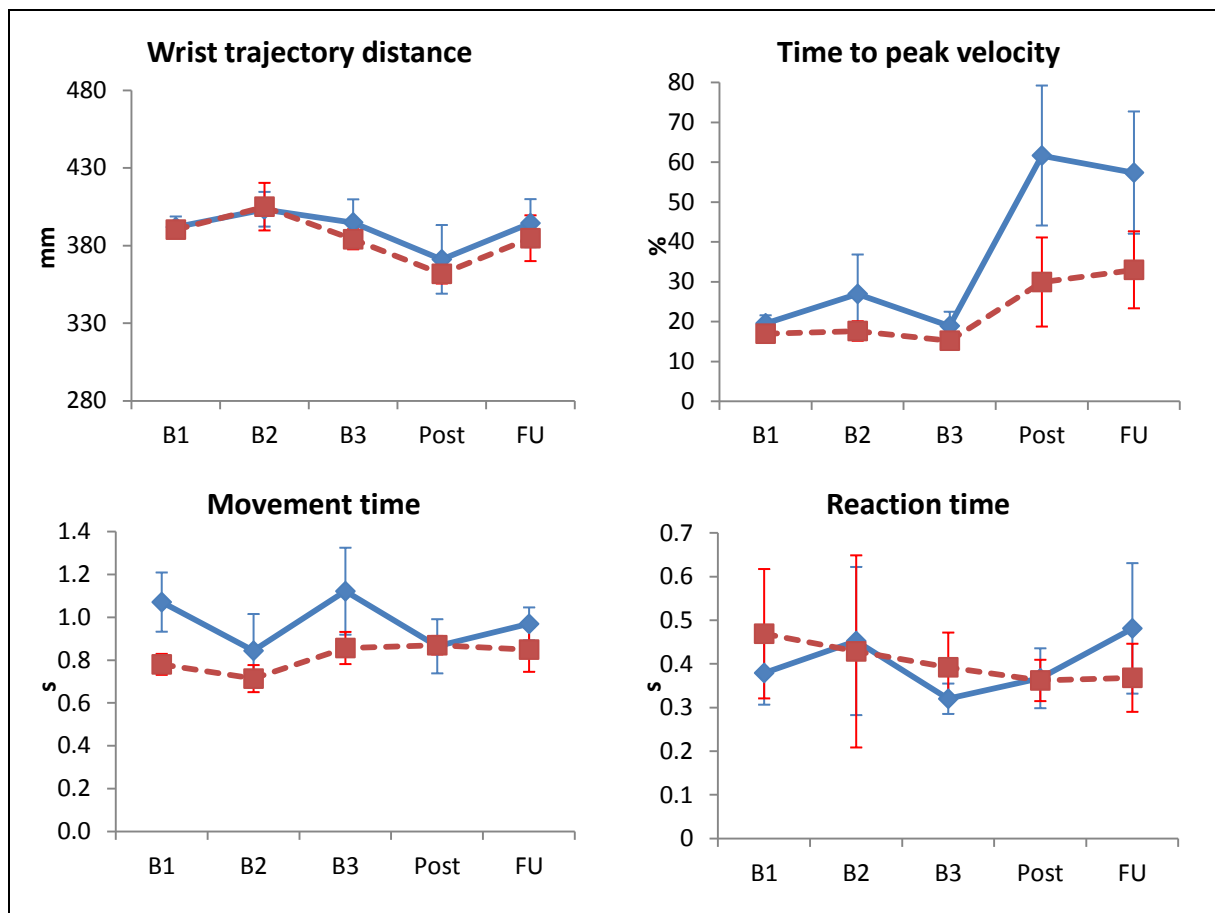 Wrist trajectory distance
480
430
380
330
280
mm
B1 B2 B3 Post FU
Time to peak velocity
80
70
60
50
40
30
20
10
0
%
B1 B2 B3 Post FU
Movement time
1.4
1.2
1.0
0.8
0.6
0.4
0.2
0.0
s
B1 B2 B3 Post FU
Reaction time
0.7
0.6
0.5
0.4
0.3
0.2
0.1
0
s
B1 B2 B3 Post FU